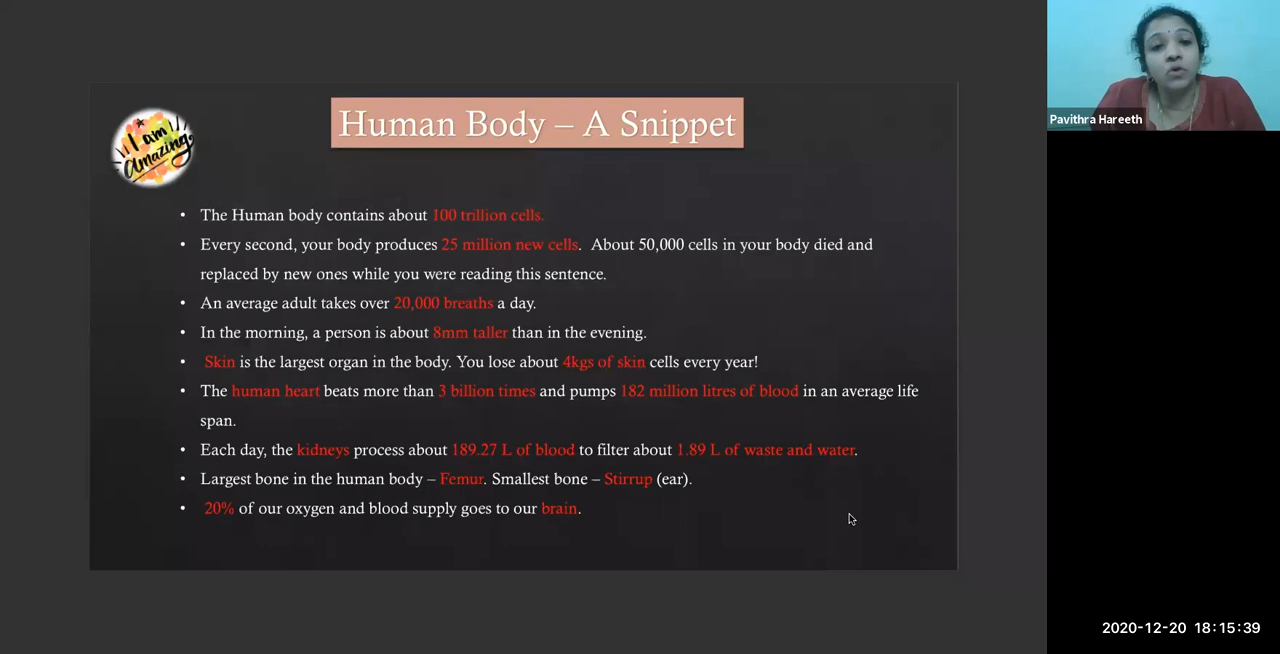 I am
amazing
Human Body – A Snippet
Pavithra Hareeth
• The Human body contains about 100 trillion cells.
• Every second, your body produces 25 million new cells. About 50,000 cells in your body died and
replaced by new ones while you were reading this sentence.
• An average adult takes over 20,000 breaths a day.
• In the morning, a person is about 8mm taller than in the evening.
• Skin is the largest organ in the body. You lose about 4kgs of skin cells every year!
• The human heart beats more than 3 billion times and pumps 182 million litres of blood in an average life
span.
• Each day, the kidneys process about 189.27 L of blood to filter about 1.89 L of waste and water.
• Largest bone in the human body – Femur. Smallest bone – Stirrup (ear).
• 20% of our oxygen and blood supply goes to our brain.
2020-12-20 18:15:39